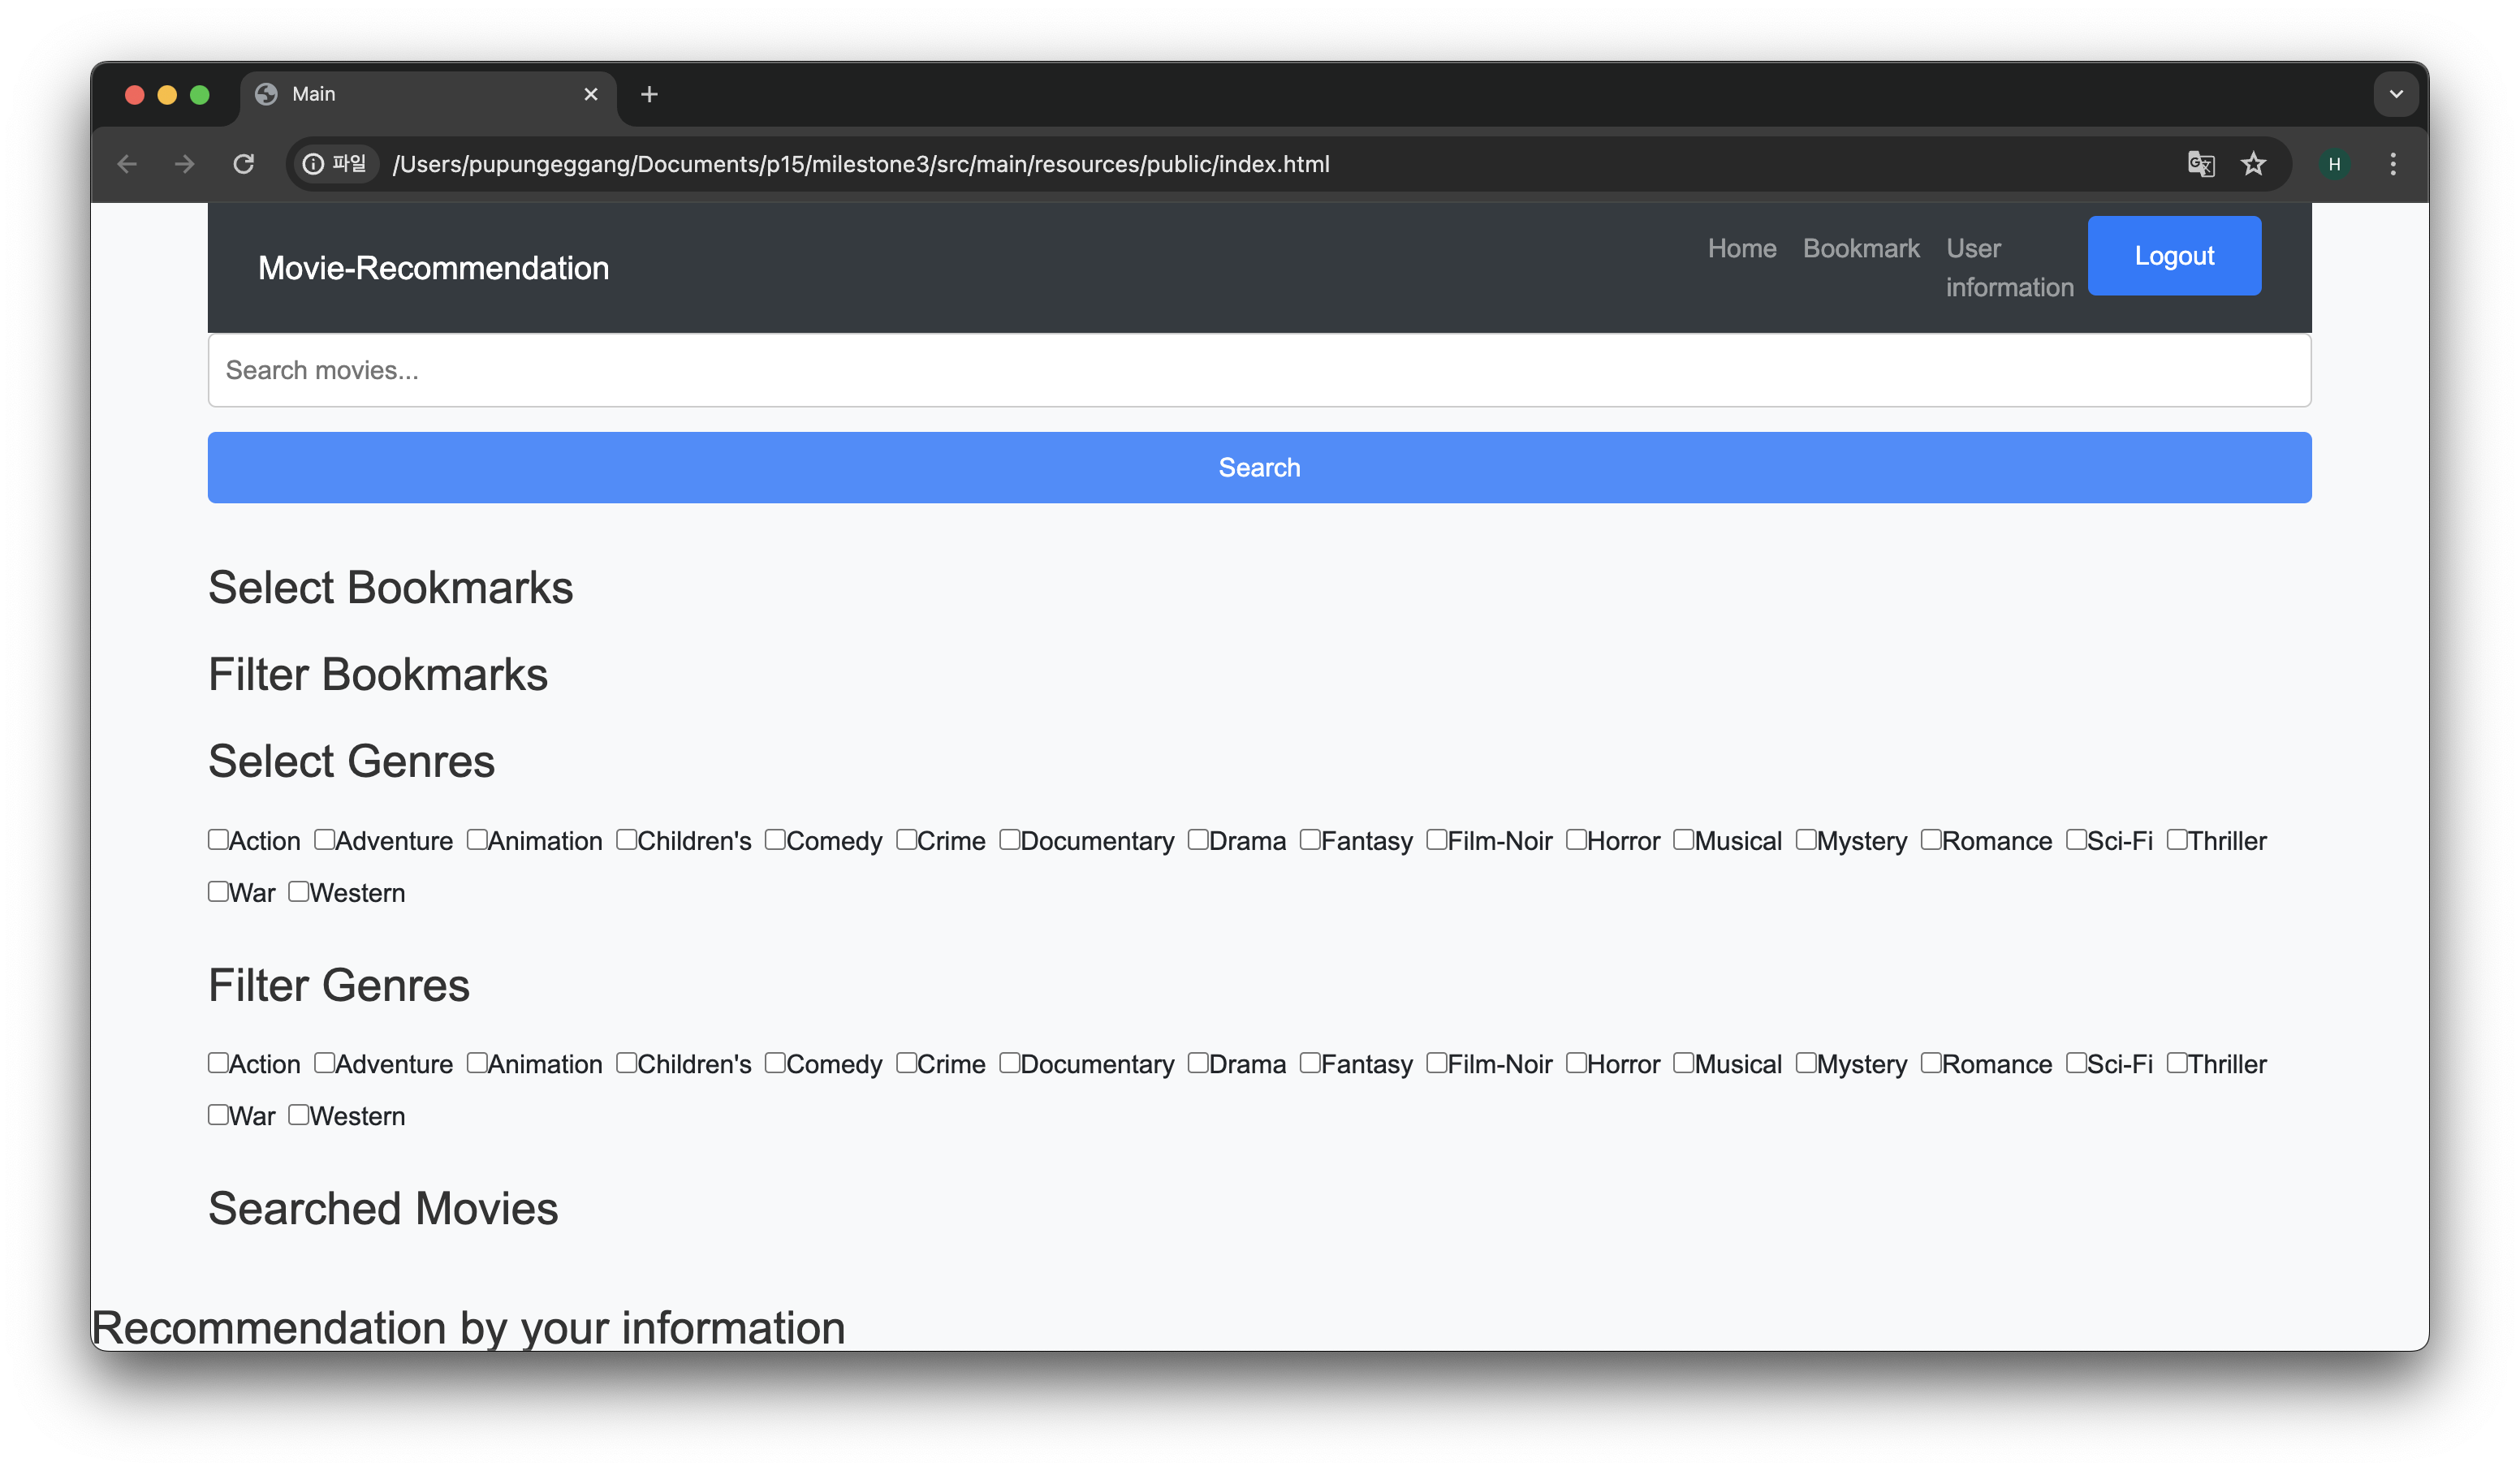 Main
파일 /Users/pupungeggang/Documents/p15/milestone3/src/main/resources/public/index.html
H
Movie-Recommendation
Home Bookmark User information Logout
Search movies...
Search
Select Bookmarks
Filter Bookmarks
Select Genres
Action Adventure Animation Children's Comedy Crime Documentary Drama Fantasy Film-Noir Horror Musical Mystery Romance Sci-Fi Thriller
War Western
Filter Genres
Action Adventure Animation Children's Comedy Crime Documentary Drama Fantasy Film-Noir Horror Musical Mystery Romance Sci-Fi Thriller
War Western
Searched Movies
Recommendation by your information